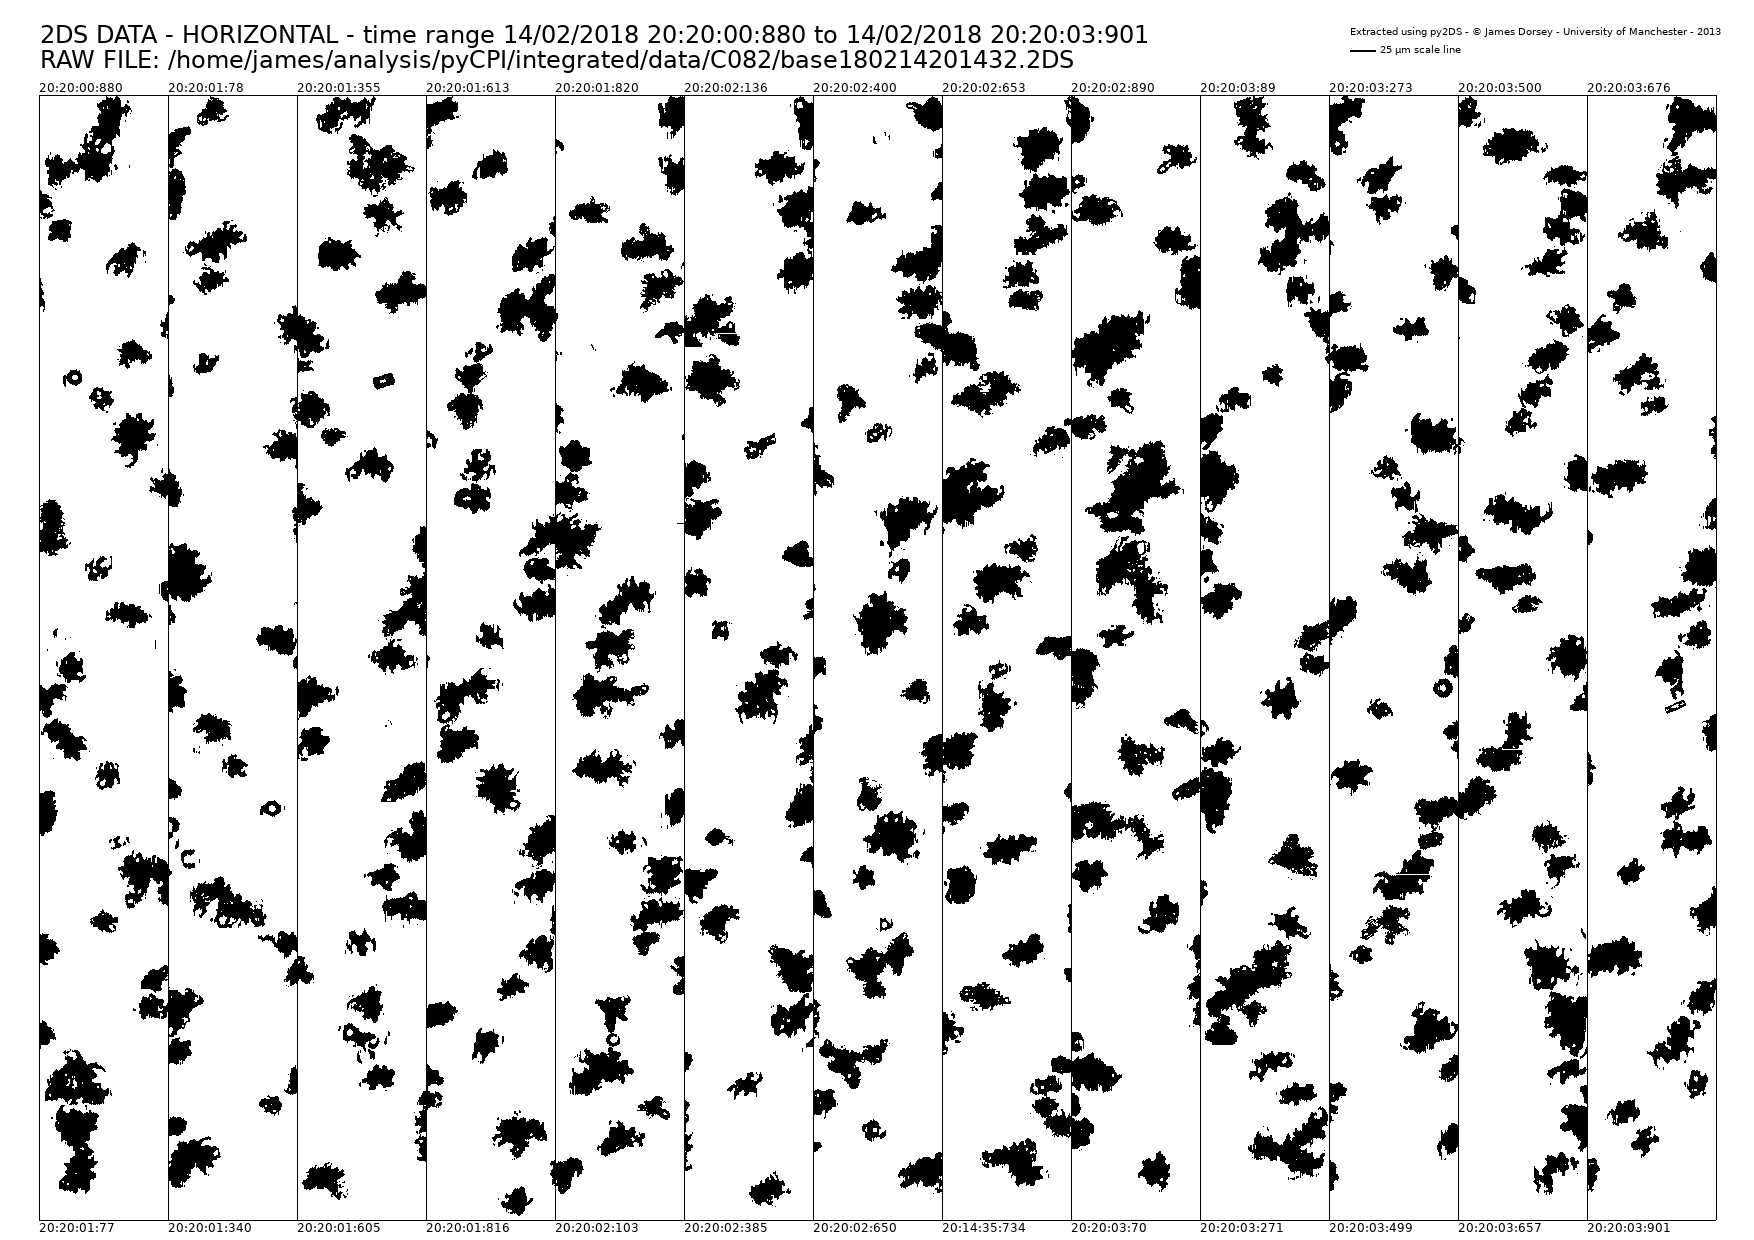 2DS DATA - HORIZONTAL - time range 14/02/2018 20:20:00:880 to 14/02/2018 20:20:03:901
RAW FILE: /home/james/analysis/pyCPI/integrated/data/C082/base180214201432.2DS
Extracted using py2DS - © James Dorsey - University of Manchester - 2013
25 µm scale line
20:20:00:880 20:20:01:78 20:20:01:355 20:20:01:613 20:20:01:820 20:20:02:136 20:20:02:400 20:20:02:653 20:20:02:890 20:20:03:89 20:20:03:273 20:20:03:500 20:20:03:676
20:20:01:77 20:20:01:340 20:20:01:605 20:20:01:816 20:20:02:103 20:20:02:385 20:20:02:650 20:14:35:734 20:20:03:70 20:20:03:271 20:20:03:499 20:20:03:657 20:20:03:901